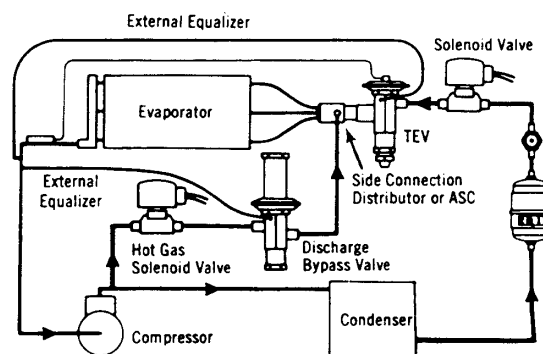 External Equalizer
Solenoid Valve
Evaporator
TEV
Side Connection
Distributor or ASC
External
Equalizer
Hot Gas
Solenoid Valve
Discharge
Bypass Valve
Condenser
Compressor